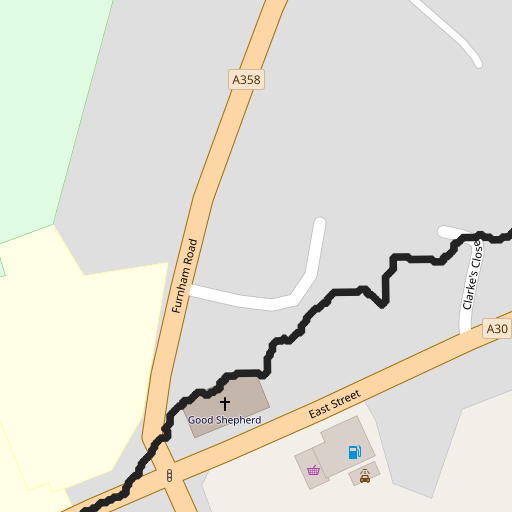 A358
Furnham Road
Clarke's Close
A30
East Street
Good Shepherd